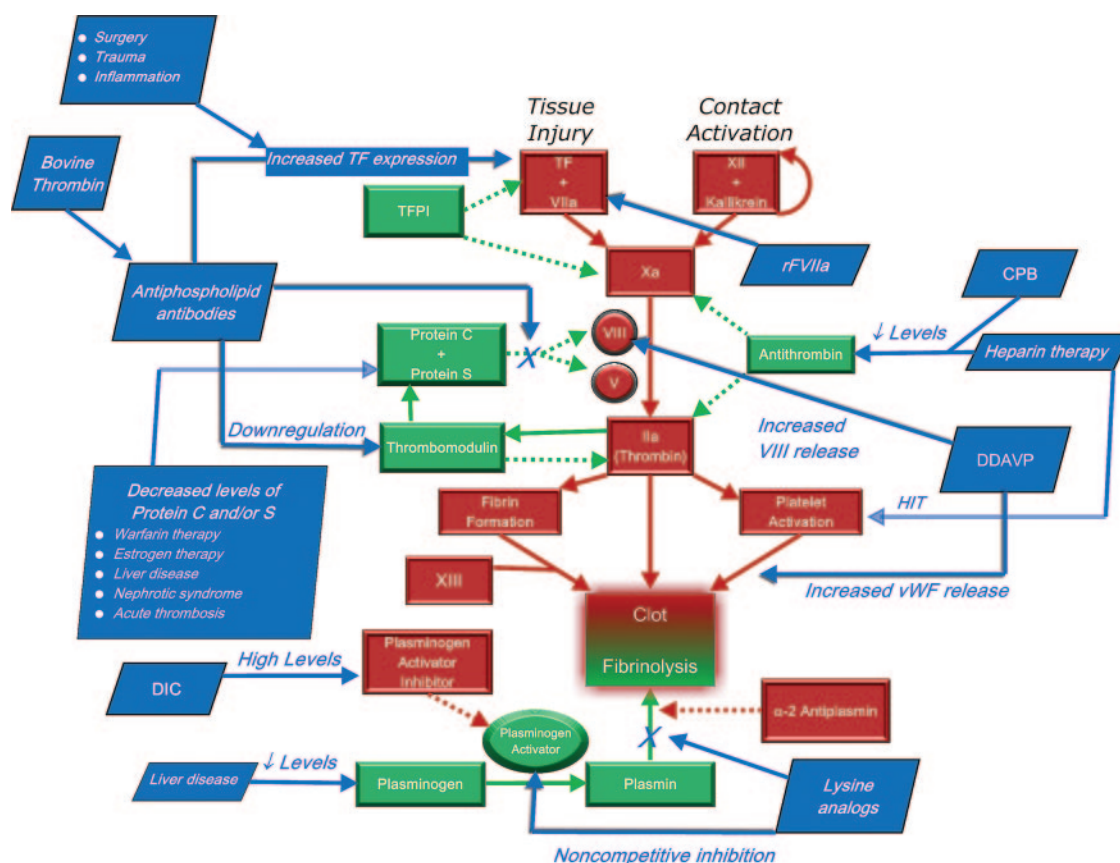 Surgery
Trauma
Inflammation
Tissue
Injury
Contact
Activation
Bovine
Thrombin
Increased TF expression
TF
+
VIIa
XII
+
Kallikrein
TFPI
rFVIIa
Xa
CPB
Antiphospholipid
antibodies
Protein C
+
Protein S
X
VIII
V
↓ Levels
Antithrombin
Heparin therapy
Downregulation
Thrombomodulin
IIa
(Thrombin)
Increased
VIII release
DDAVP
Decreased levels of
Protein C and/or S
Warfarin therapy
Estrogen therapy
Liver disease
Nephrotic syndrome
Acute thrombosis
Fibrin
Formation
Platelet
Activation
HIT
XIII
Increased vWF release
Clot
Fibrinolysis
High Levels
DIC
Plasminogen
Activator
Inhibitor
α-2 Antiplasmin
Plasminogen
Activator
X
↓ Levels
Liver disease
Plasminogen
Plasmin
Lysine
analogs
Noncompetitive inhibition